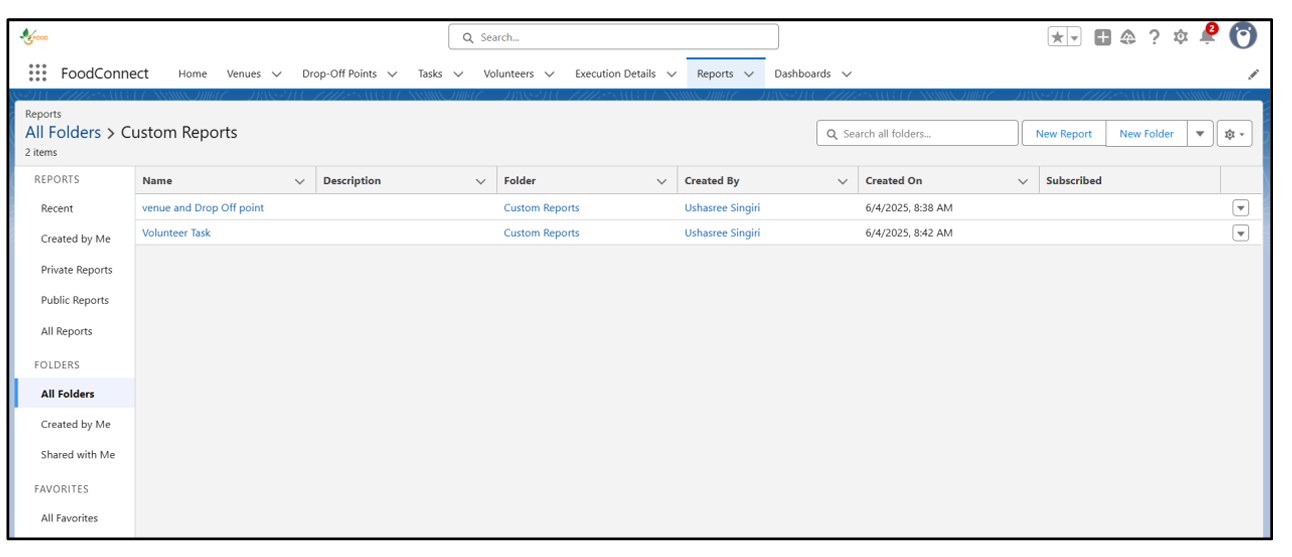 FOOD
Search...
2
FoodConnect Home Venues Drop-Off Points Tasks Volunteers Execution Details Reports Dashboards
Reports
All Folders > Custom Reports
2 items
Search all folders...
New Report New Folder
REPORTS
Recent
Created by Me
Private Reports
Public Reports
All Reports
FOLDERS
All Folders
Created by Me
Shared with Me
FAVORITES
All Favorites
Name Description Folder Created By Created On Subscribed
venue and Drop Off point Custom Reports Ushasree Singiri 6/4/2025, 8:38 AM
Volunteer Task Custom Reports Ushasree Singiri 6/4/2025, 8:42 AM